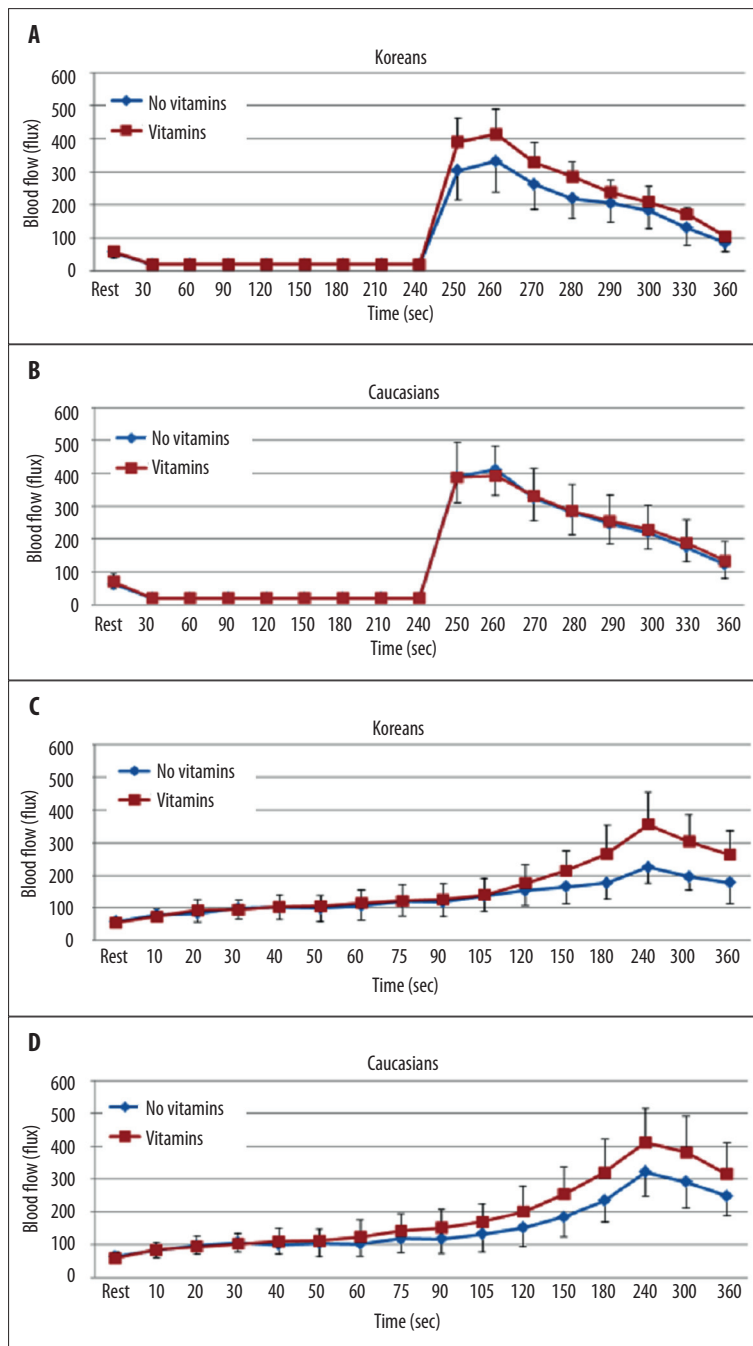 A
Koreans
600
500
400
300
200
100
0
Blood flow (flux)
No vitamins
Vitamins
Rest 30 60 90 120 150 180 210 240 250 260 270 280 290 300 330 360
Time (sec)
B
Caucasians
600
500
400
300
200
100
0
Blood flow (flux)
No vitamins
Vitamins
Rest 30 60 90 120 150 180 210 240 250 260 270 280 290 300 330 360
Time (sec)
C
Koreans
600
500
400
300
200
100
0
Blood flow (flux)
No vitamins
Vitamins
Rest 10 20 30 40 50 60 75 90 105 120 150 180 240 300 360
Time (sec)
D
Caucasians
600
500
400
300
200
100
0
Blood flow (flux)
No vitamins
Vitamins
Rest 10 20 30 40 50 60 75 90 105 120 150 180 240 300 360
Time (sec)